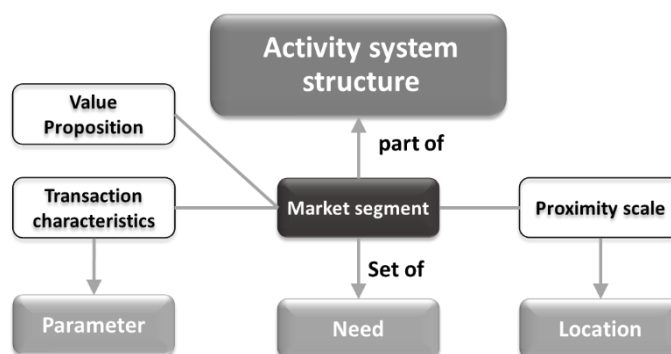 Activity system
structure
Value
Proposition
part of
Transaction
characteristics
Market segment
Proximity scale
Set of
Parameter
Need
Location